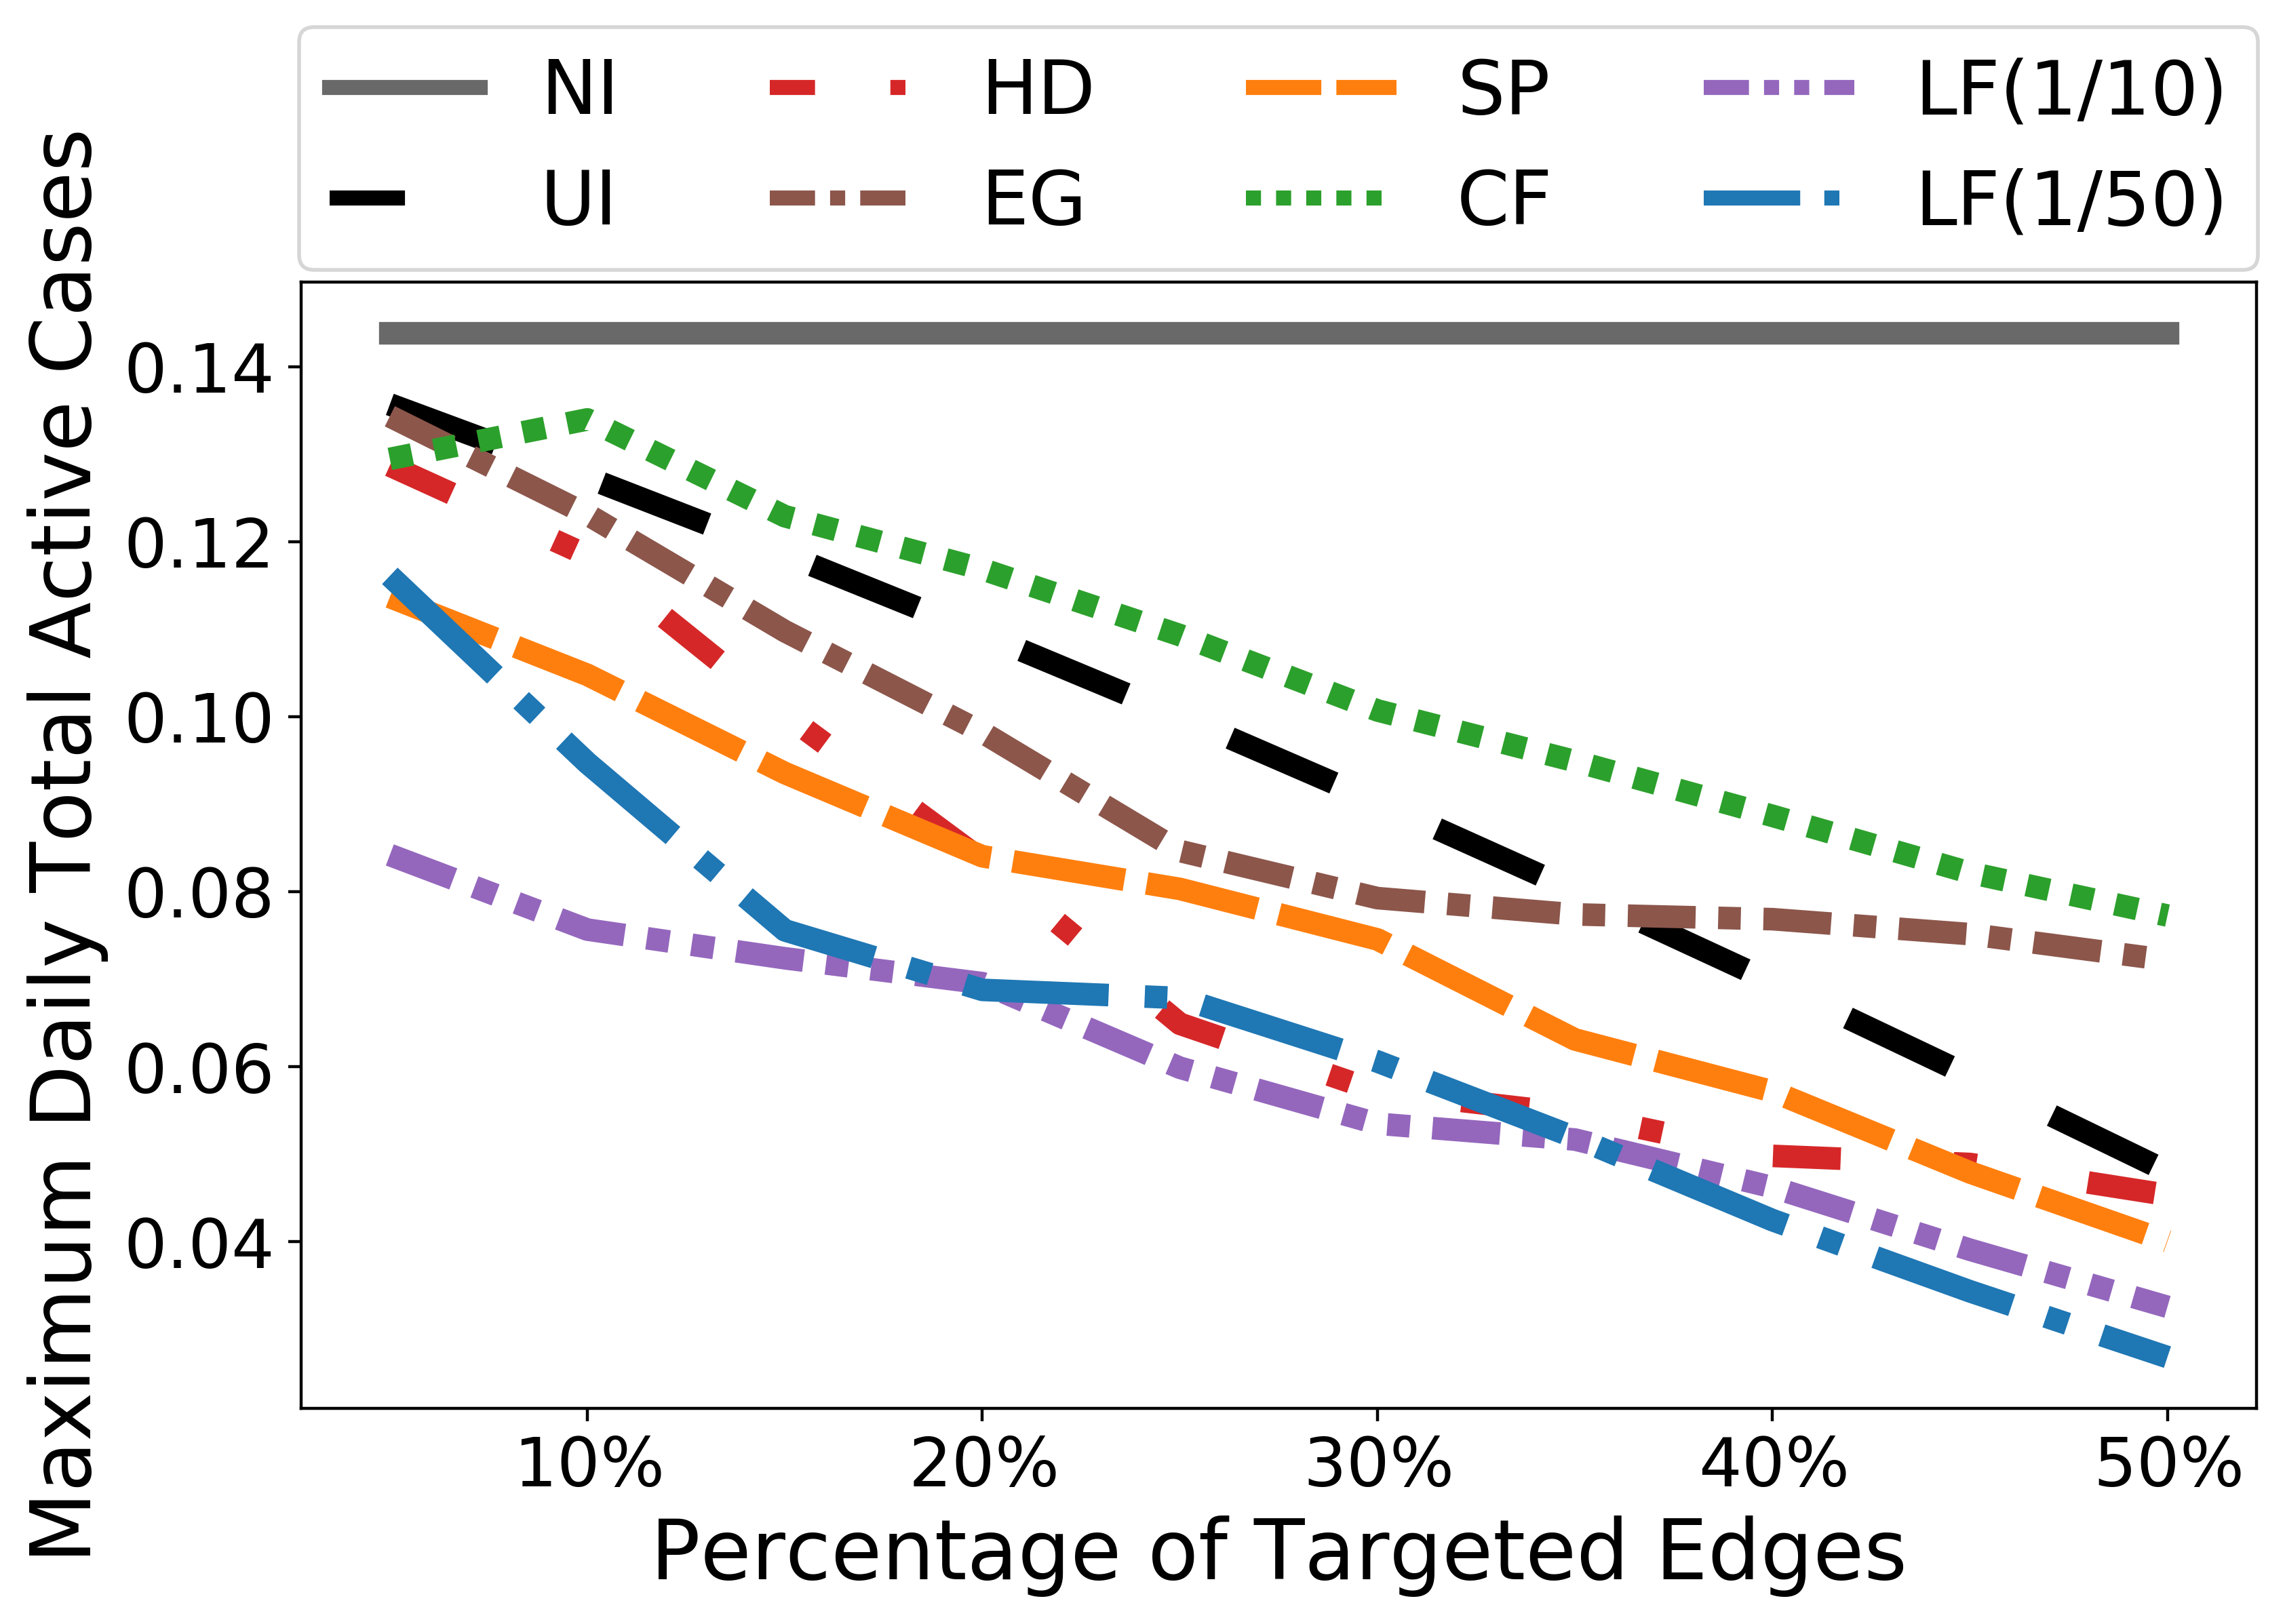 NI HD SP LF(1/10)
UI EG CF LF(1/50)
Maximum Daily Total Active Cases
0.14
0.12
0.10
0.08
0.06
0.04
10% 20% 30% 40% 50%
Percentage of Targeted Edges